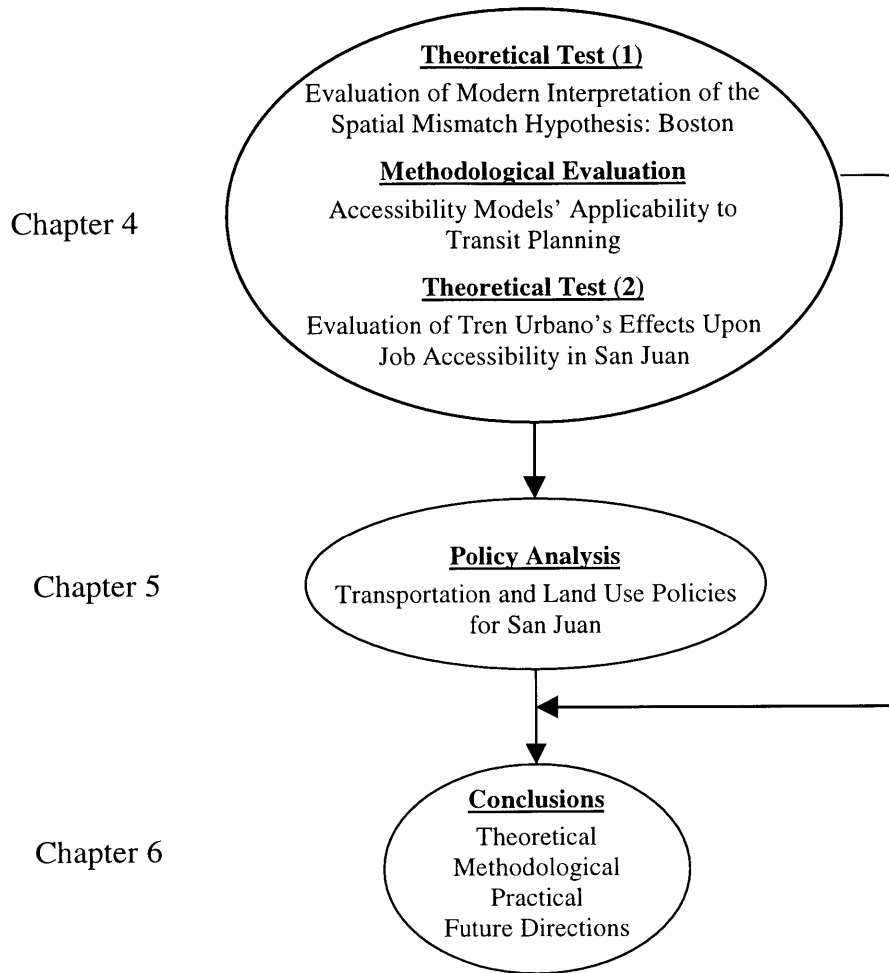 Theoretical Test (1)
Evaluation of Modern Interpretation of the
Spatial Mismatch Hypothesis: Boston
Methodological Evaluation
Accessibility Models' Applicability to
Transit Planning
Chapter 4
Theoretical Test (2)
Evaluation of Tren Urbano's Effects Upon
Job Accessibility in San Juan
Policy Analysis
Chapter 5
Transportation and Land Use Policies
for San Juan
Conclusions
Theoretical
Chapter 6
Methodological
Practical
Future Directions